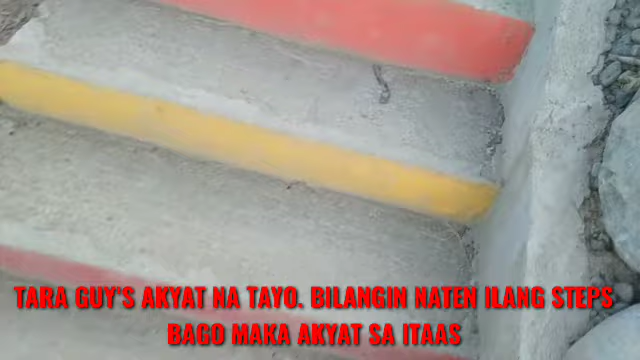 TARA GUY'S AKYAT NA TAYO. BILANGIN NATEN ILANG STEPS
BAGO MAKA AKYAT SA ITAAS